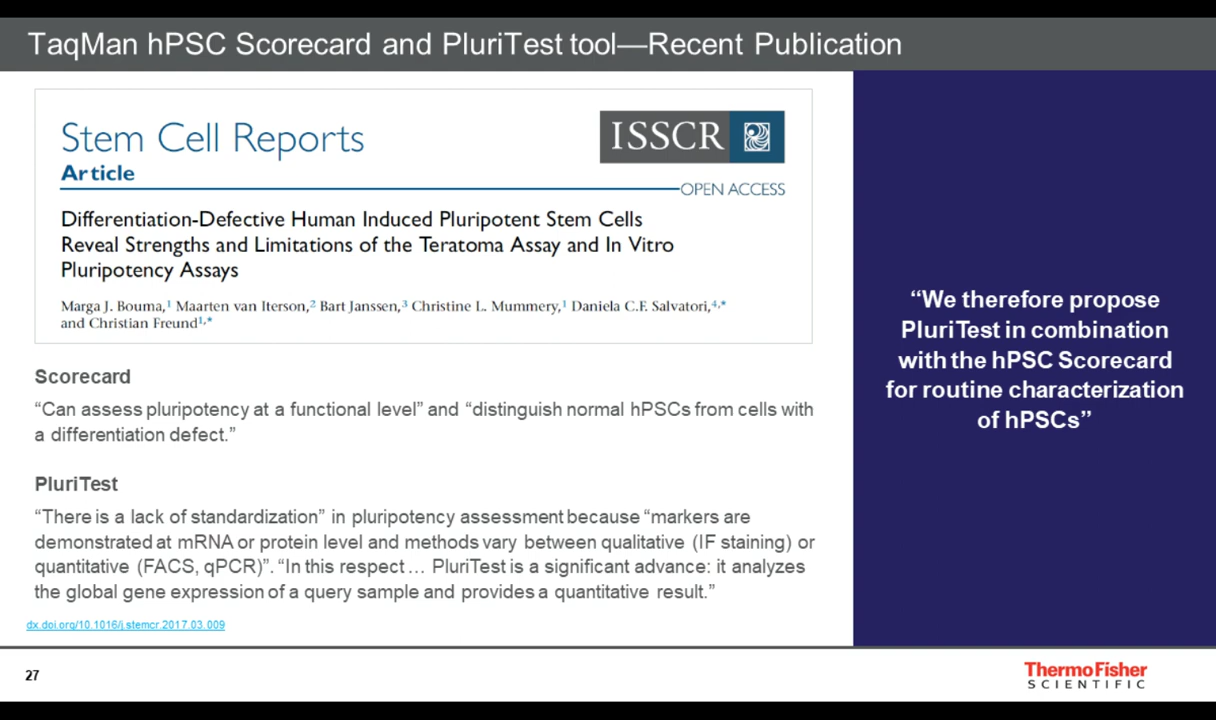 TaqMan hPSC Scorecard and PluriTest tool—Recent Publication
Stem Cell Reports
Article
ISSCR
OPEN ACCESS
Differentiation-Defective Human Induced Pluripotent Stem Cells
Reveal Strengths and Limitations of the Teratoma Assay and In Vitro
Pluripotency Assays
Marga J. Bouma,¹ Maarten van Iterson,² Bart Janssen,³ Christine L. Mummery,¹ Daniela C.F. Salvatori,⁴,*
and Christian Freund¹,*
Scorecard
“Can assess pluripotency at a functional level” and “distinguish normal hPSCs from cells with
a differentiation defect.”
PluriTest
“There is a lack of standardization” in pluripotency assessment because “markers are
demonstrated at mRNA or protein level and methods vary between qualitative (IF staining) or
quantitative (FACS, qPCR)”. “In this respect… PluriTest is a significant advance: it analyzes
the global gene expression of a query sample and provides a quantitative result.”
dx.doi.org/10.1016/j.stemcr.2017.03.009
“We therefore propose
PluriTest in combination
with the hPSC Scorecard
for routine characterization
of hPSCs”
27
ThermoFisher
SCIENTIFIC